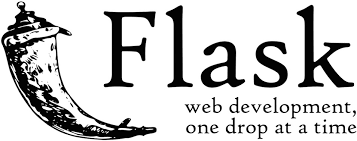 Flask
web development,
one drop at a time